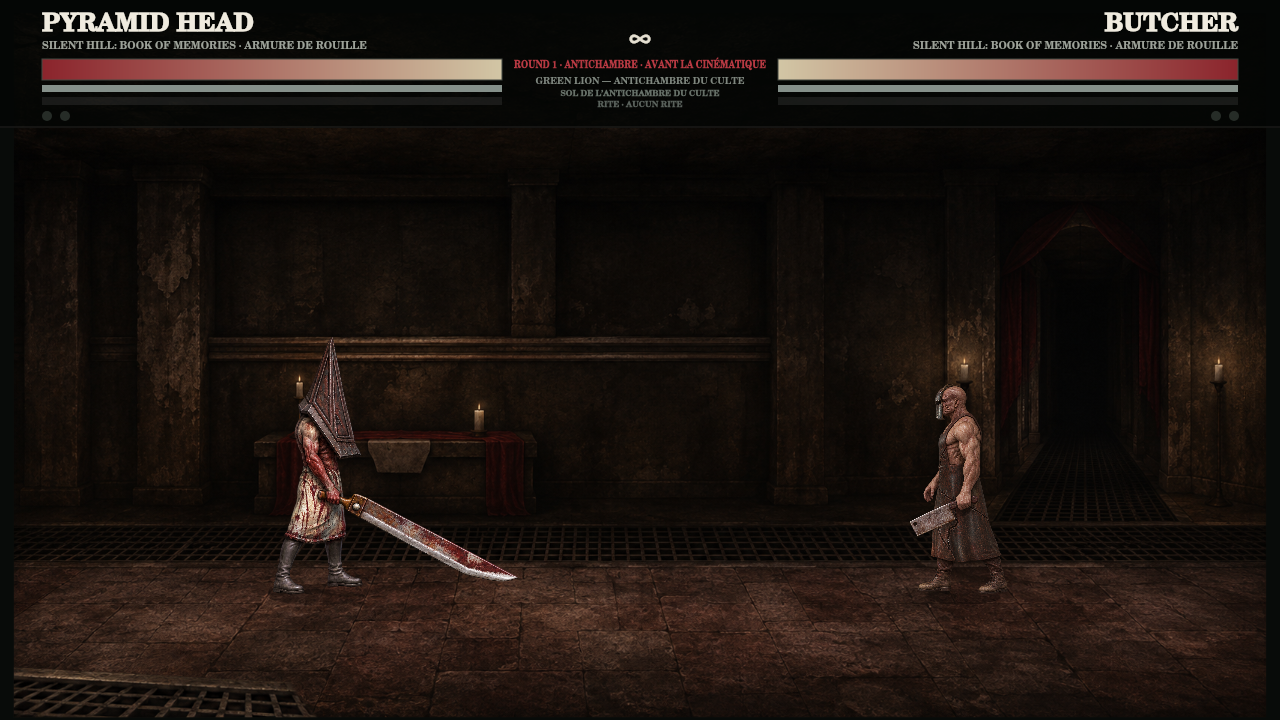 PYRAMID HEAD
SILENT HILL: BOOK OF MEMORIES · ARMURE DE ROUILLE
∞
ROUND 1 · ANTICHAMBRE · AVANT LA CINÉMATIQUE
GREEN LION — ANTICHAMBRE DU CULTE
SOL DE L'ANTICHAMBRE DU CULTE
RITE · AUCUN RITE
BUTCHER
SILENT HILL: BOOK OF MEMORIES · ARMURE DE ROUILLE